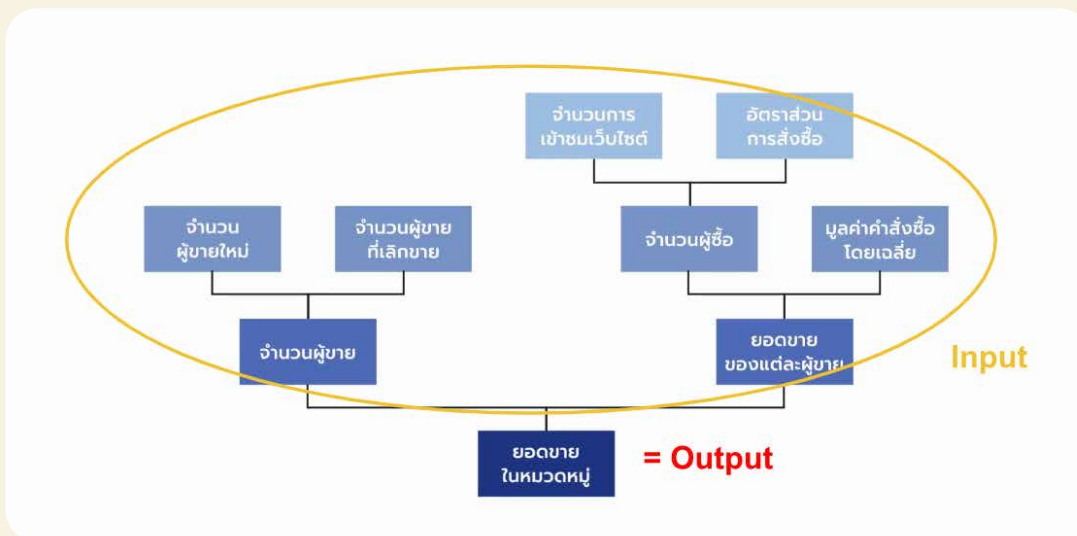 จำนวนการ
เข้าชมเว็บไซต์
อัตราส่วน
การสั่งซื้อ
จำนวน
ผู้ขายใหม่
จำนวนผู้ขาย
ที่เลิกขาย
จำนวนผู้ซื้อ
มูลค่าคำสั่งซื้อ
โดยเฉลี่ย
จำนวนผู้ขาย
ยอดขาย
ของแต่ละผู้ขาย
Input
ยอดขาย
ในหมวดหมู่
= Output